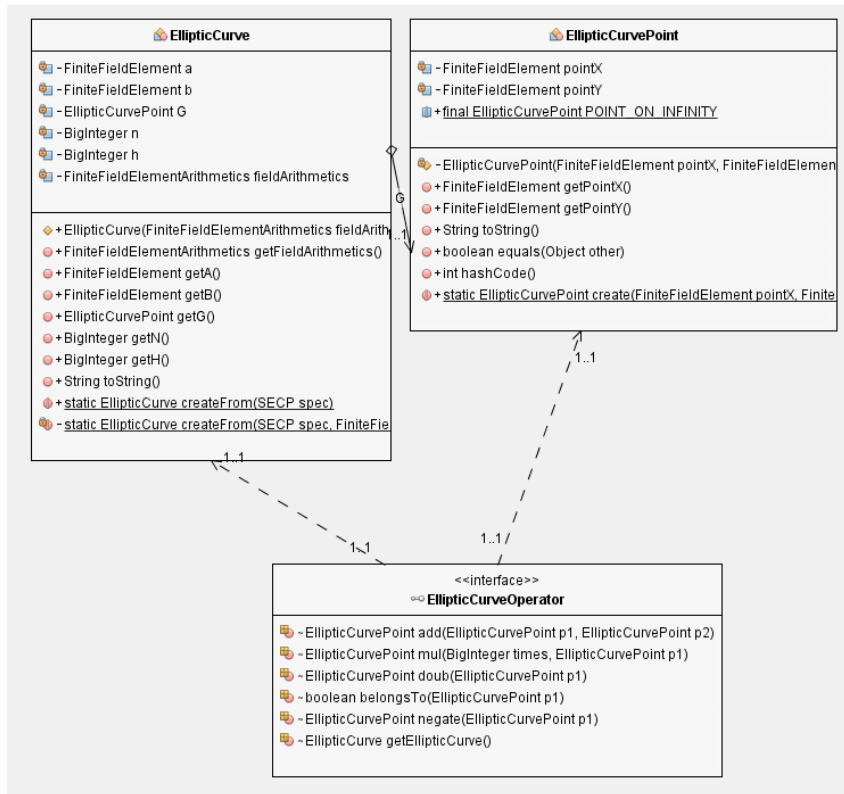 EllipticCurve
-FiniteFieldElement a
-FiniteFieldElement b
-EllipticCurvePoint G
-BigInteger n
-BigInteger h
-FiniteFieldElementArithmetics fieldArithmetics
+EllipticCurve(FiniteFieldElementArithmetics fieldArith
+FiniteFieldElementArithmetics getFieldArithmetics()
+FiniteFieldElement getA()
+FiniteFieldElement getB()
+EllipticCurvePoint getG()
+BigInteger getN()
+BigInteger getH()
+String toString()
+static EllipticCurve createFrom(SECP spec)
-static EllipticCurve createFrom(SECP spec, FiniteFie
EllipticCurvePoint
-FiniteFieldElement pointX
-FiniteFieldElement pointY
+final EllipticCurvePoint POINT_ON_INFINITY
-EllipticCurvePoint(FiniteFieldElement pointX, FiniteFieldElemen
+FiniteFieldElement getPointX()
+FiniteFieldElement getPointY()
+String toString()
+boolean equals(Object other)
+int hashCode()
+static EllipticCurvePoint create(FiniteFieldElement pointX, Finite
G
1..1
1..1
1..1
1..1
1..1
<<interface>>
EllipticCurveOperator
~EllipticCurvePoint add(EllipticCurvePoint p1, EllipticCurvePoint p2)
~EllipticCurvePoint mul(BigInteger times, EllipticCurvePoint p1)
~EllipticCurvePoint doub(EllipticCurvePoint p1)
~boolean belongsTo(EllipticCurvePoint p1)
~EllipticCurvePoint negate(EllipticCurvePoint p1)
~EllipticCurve getEllipticCurve()